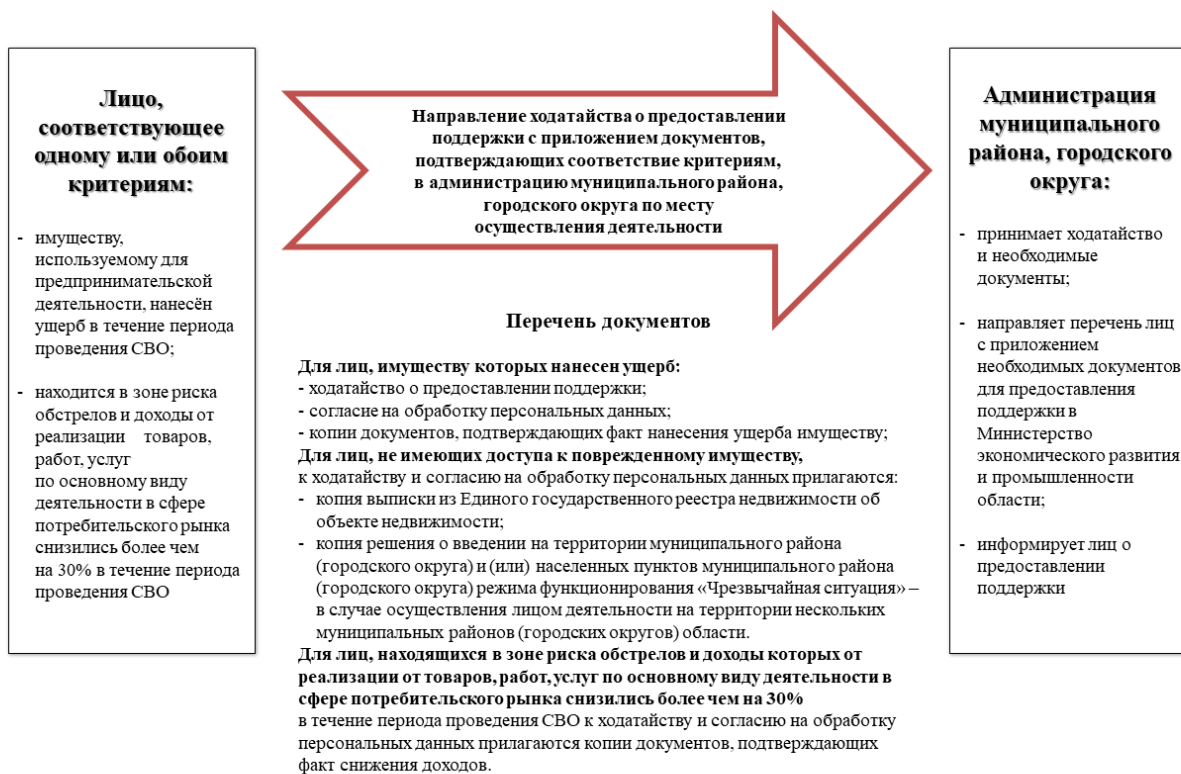 Лицо,
соответствующее
одному или обоим
критериям:
- имуществу,
используемому для
предпринимательской
деятельности, нанесён
ущерб в течение периода
проведения СВО;
- находится в зоне риска
обстрелов и доходы от
реализации товаров,
работ, услуг
по основному виду
деятельности в сфере
потребительского рынка
снизились более чем
на 30% в течение периода
проведения СВО
Направление ходатайства о предоставлении
поддержки с приложением документов,
подтверждающих соответствие критериям,
в администрацию муниципального района,
городского округа по месту
осуществления деятельности
Перечень документов
Для лиц, имуществу которых нанесен ущерб:
- ходатайство о предоставлении поддержки;
- согласие на обработку персональных данных;
- копии документов, подтверждающих факт нанесения ущерба имуществу;
Для лиц, не имеющих доступа к поврежденному имуществу,
к ходатайству и согласию на обработку персональных данных прилагаются:
- копия выписки из Единого государственного реестра недвижимости об
объекте недвижимости;
- копия решения о введении на территории муниципального района
(городского округа) и (или) населенных пунктов муниципального района
(городского округа) режима функционирования «Чрезвычайная ситуация» –
в случае осуществления лицом деятельности на территории нескольких
муниципальных районов (городских округов) области.
Для лиц, находящихся в зоне риска обстрелов и доходы которых от
реализации от товаров, работ, услуг по основному виду деятельности в
сфере потребительского рынка снизились более чем на 30%
в течение периода проведения СВО к ходатайству и согласию на обработку
персональных данных прилагаются копии документов, подтверждающих
факт снижения доходов.
Администрация
муниципального
района, городского
округа:
- принимает ходатайство
и необходимые
документы;
- направляет перечень лиц
с приложением
необходимых документов
для предоставления
поддержки в
Министерство
экономического развития
и промышленности
области;
- информирует лиц о
предоставлении
поддержки